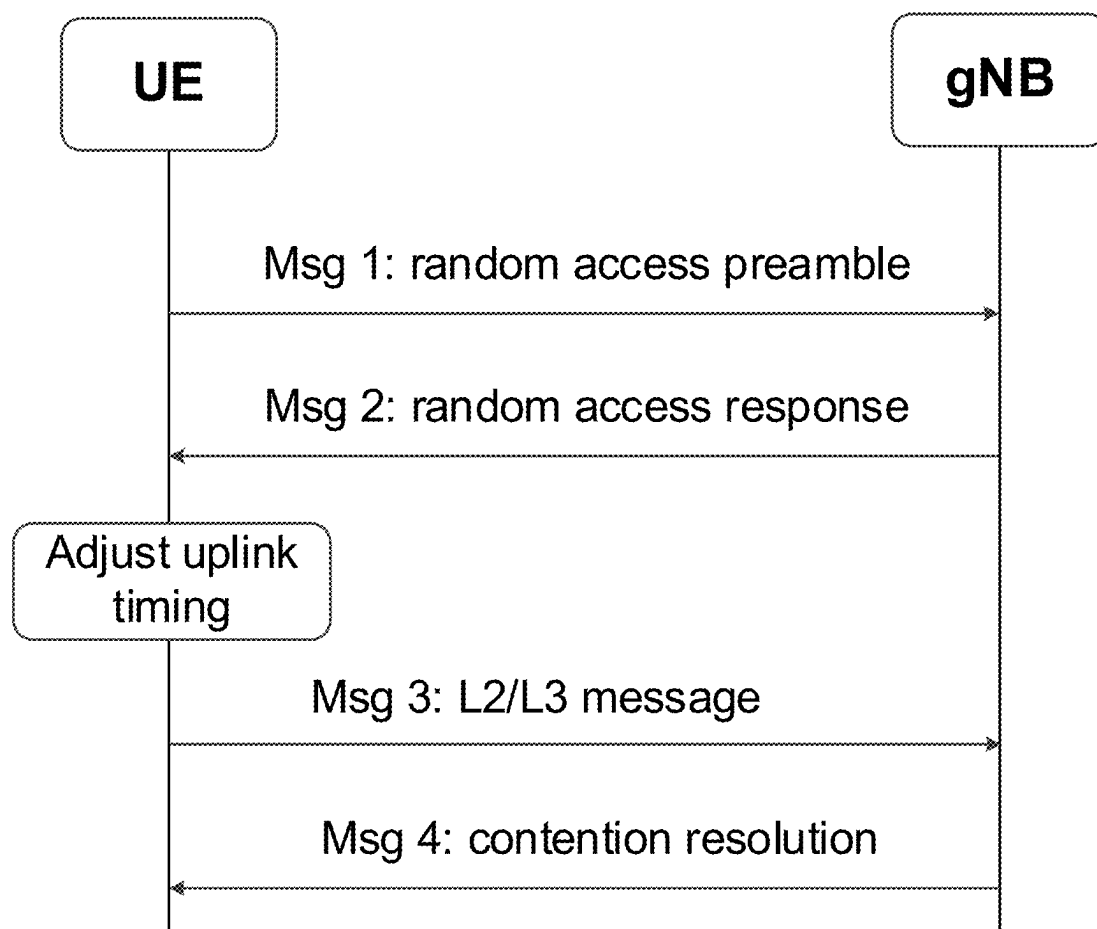 UE
gNB
Msg 1: random access preamble
Msg 2: random access response
Adjust uplink
timing
Msg 3: L2/L3 message
Msg 4: contention resolution